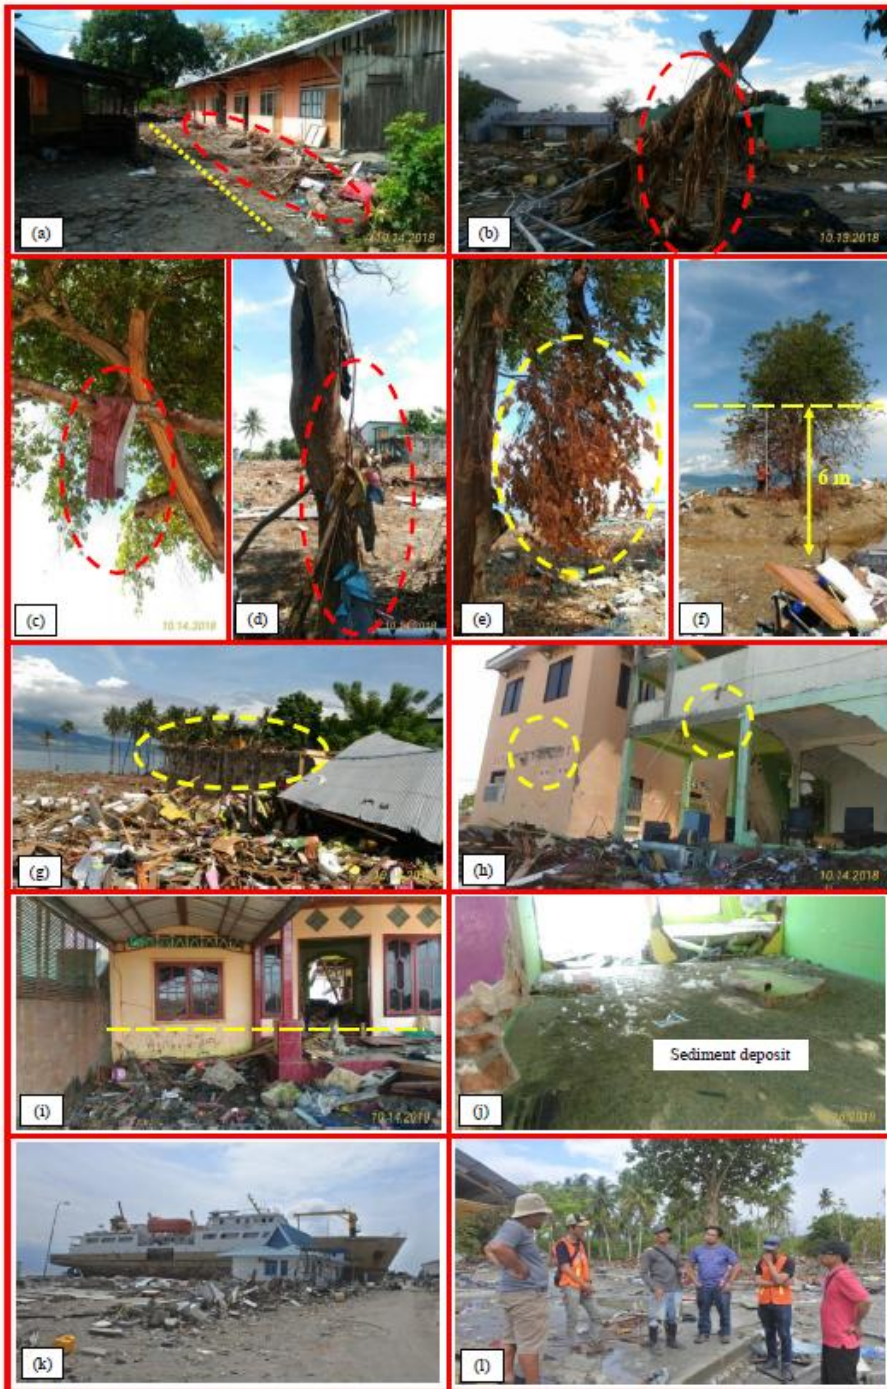 (a)
10.14.2018
(b)
10.13.2018
(c)
10.14.2018
(d)
(e)
6 m
(f)
(g)
(h)
10.14.2018
(i)
10.14.2018
Sediment deposit
(j)
(k)
(l)